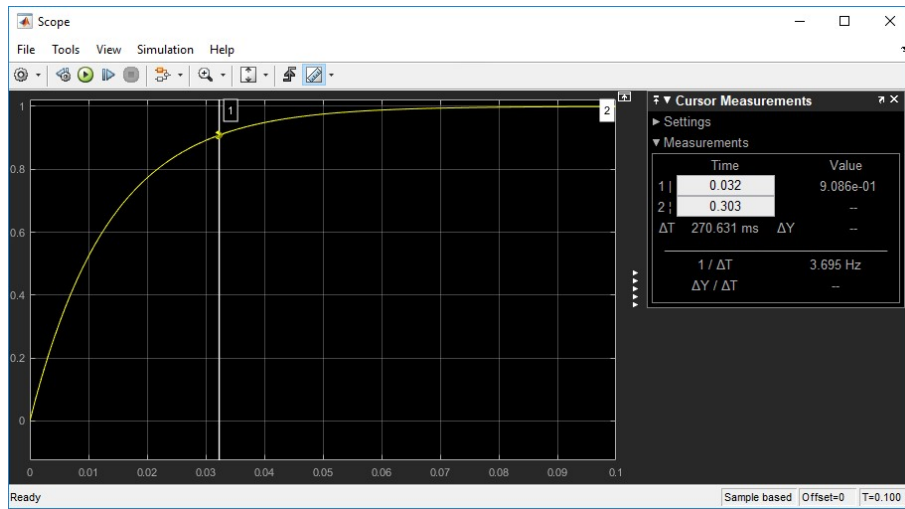 Scope
File Tools View Simulation Help
1
0.8
0.6
0.4
0.2
0
0 0.01 0.02 0.03 0.04 0.05 0.06 0.07 0.08 0.09 0.1
1
2
Cursor Measurements
Settings
Measurements
Time Value
1 | 0.032 9.086e-01
2 ¦ 0.303 --
ΔT 270.631 ms ΔY --
1 / ΔT 3.695 Hz
ΔY / ΔT --
Ready Sample based Offset=0 T=0.100